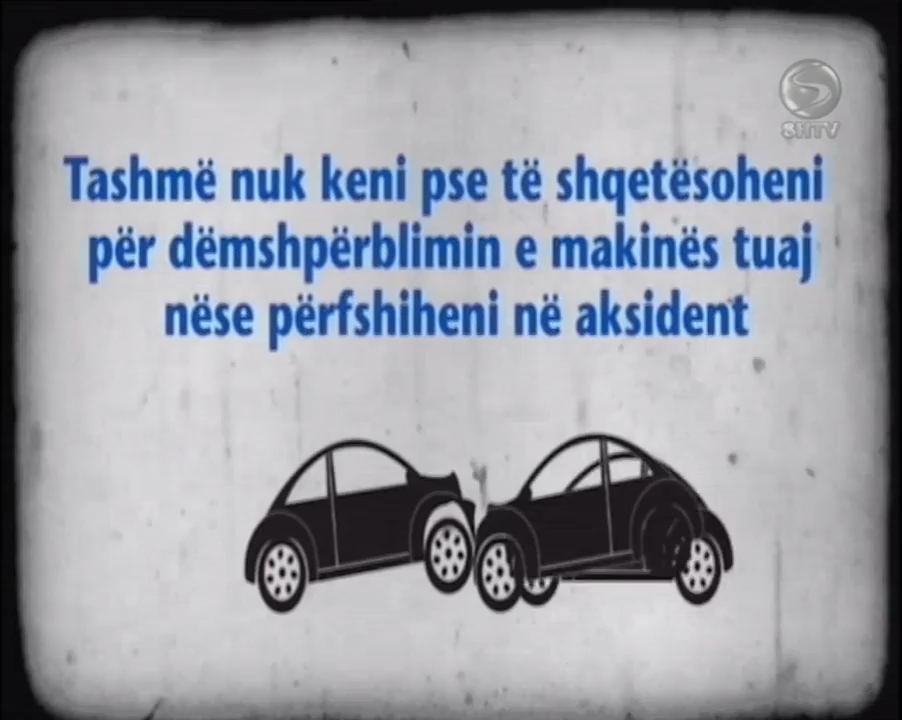 SHTV
Tashmë nuk keni pse të shqetësoheni
për dëmshpërblimin e makinës tuaj
nëse përfshiheni në aksident